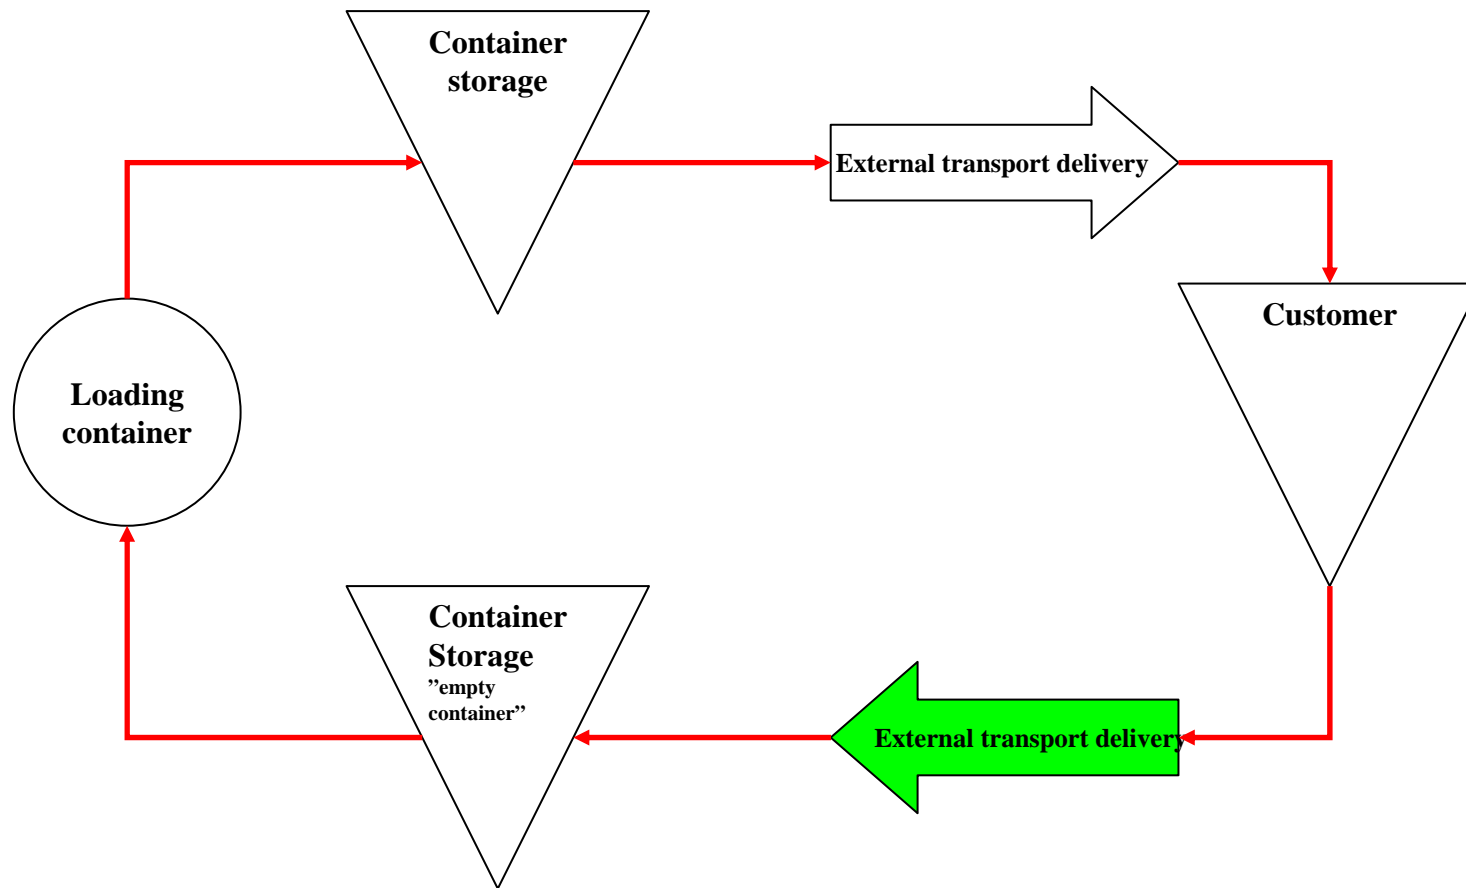 Container
storage
External transport delivery
Customer
Loading
container
Container
Storage
”empty
container”
External transport delivery